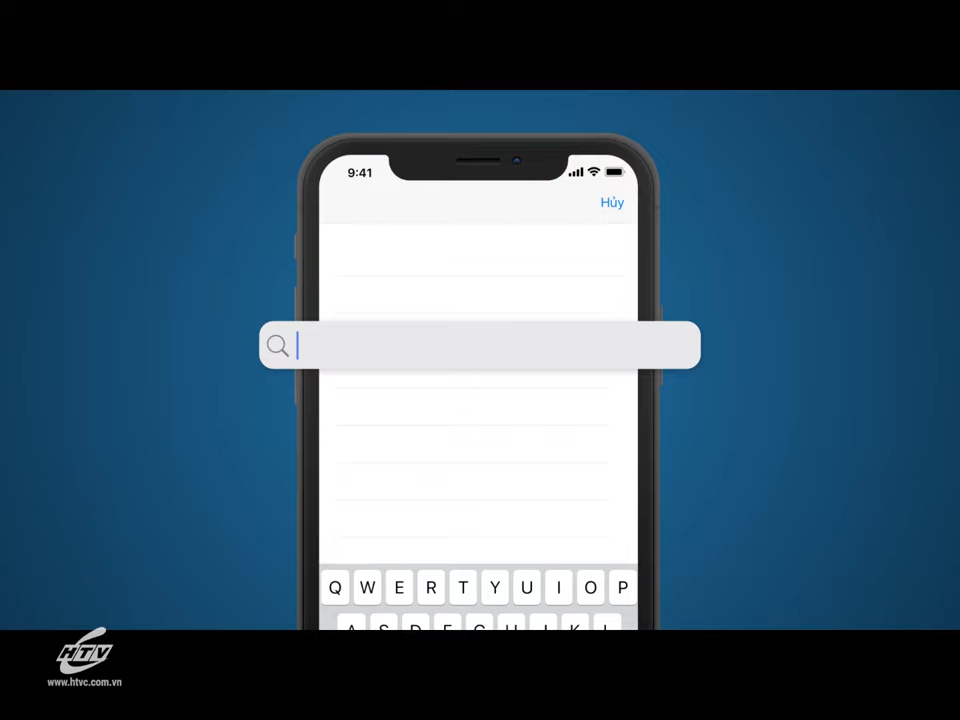 9:41
Hủy
Q W E R T Y U I O P
A S D F G H J K L
HTV
www.htvc.com.vn